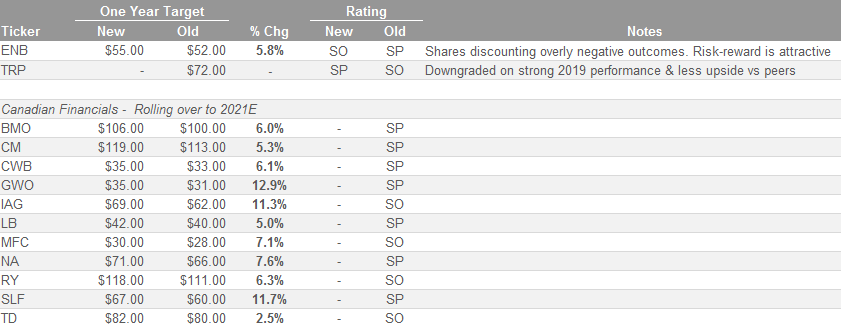 One Year Target Rating
Ticker New Old % Chg New Old Notes
ENB $55.00 $52.00 5.8% SO SP Shares discounting overly negative outcomes. Risk-reward is attractive
TRP - $72.00 - SP SO Downgraded on strong 2019 performance & less upside vs peers
Canadian Financials - Rolling over to 2021E
BMO $106.00 $100.00 6.0% - SP
CM $119.00 $113.00 5.3% - SP
CWB $35.00 $33.00 6.1% - SP
GWO $35.00 $31.00 12.9% - SP
IAG $69.00 $62.00 11.3% - SO
LB $42.00 $40.00 5.0% - SP
MFC $30.00 $28.00 7.1% - SO
NA $71.00 $66.00 7.6% - SP
RY $118.00 $111.00 6.3% - SO
SLF $67.00 $60.00 11.7% - SP
TD $82.00 $80.00 2.5% - SO